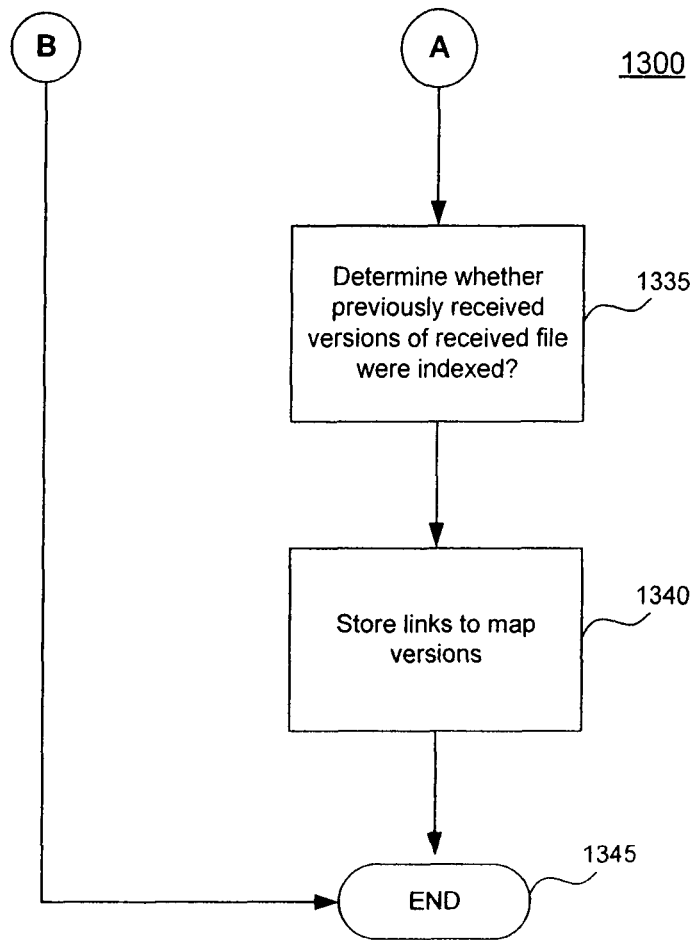 B
A
1300
Determine whether
previously received
versions of received file
were indexed?
1335
Store links to map
versions
1340
END
1345